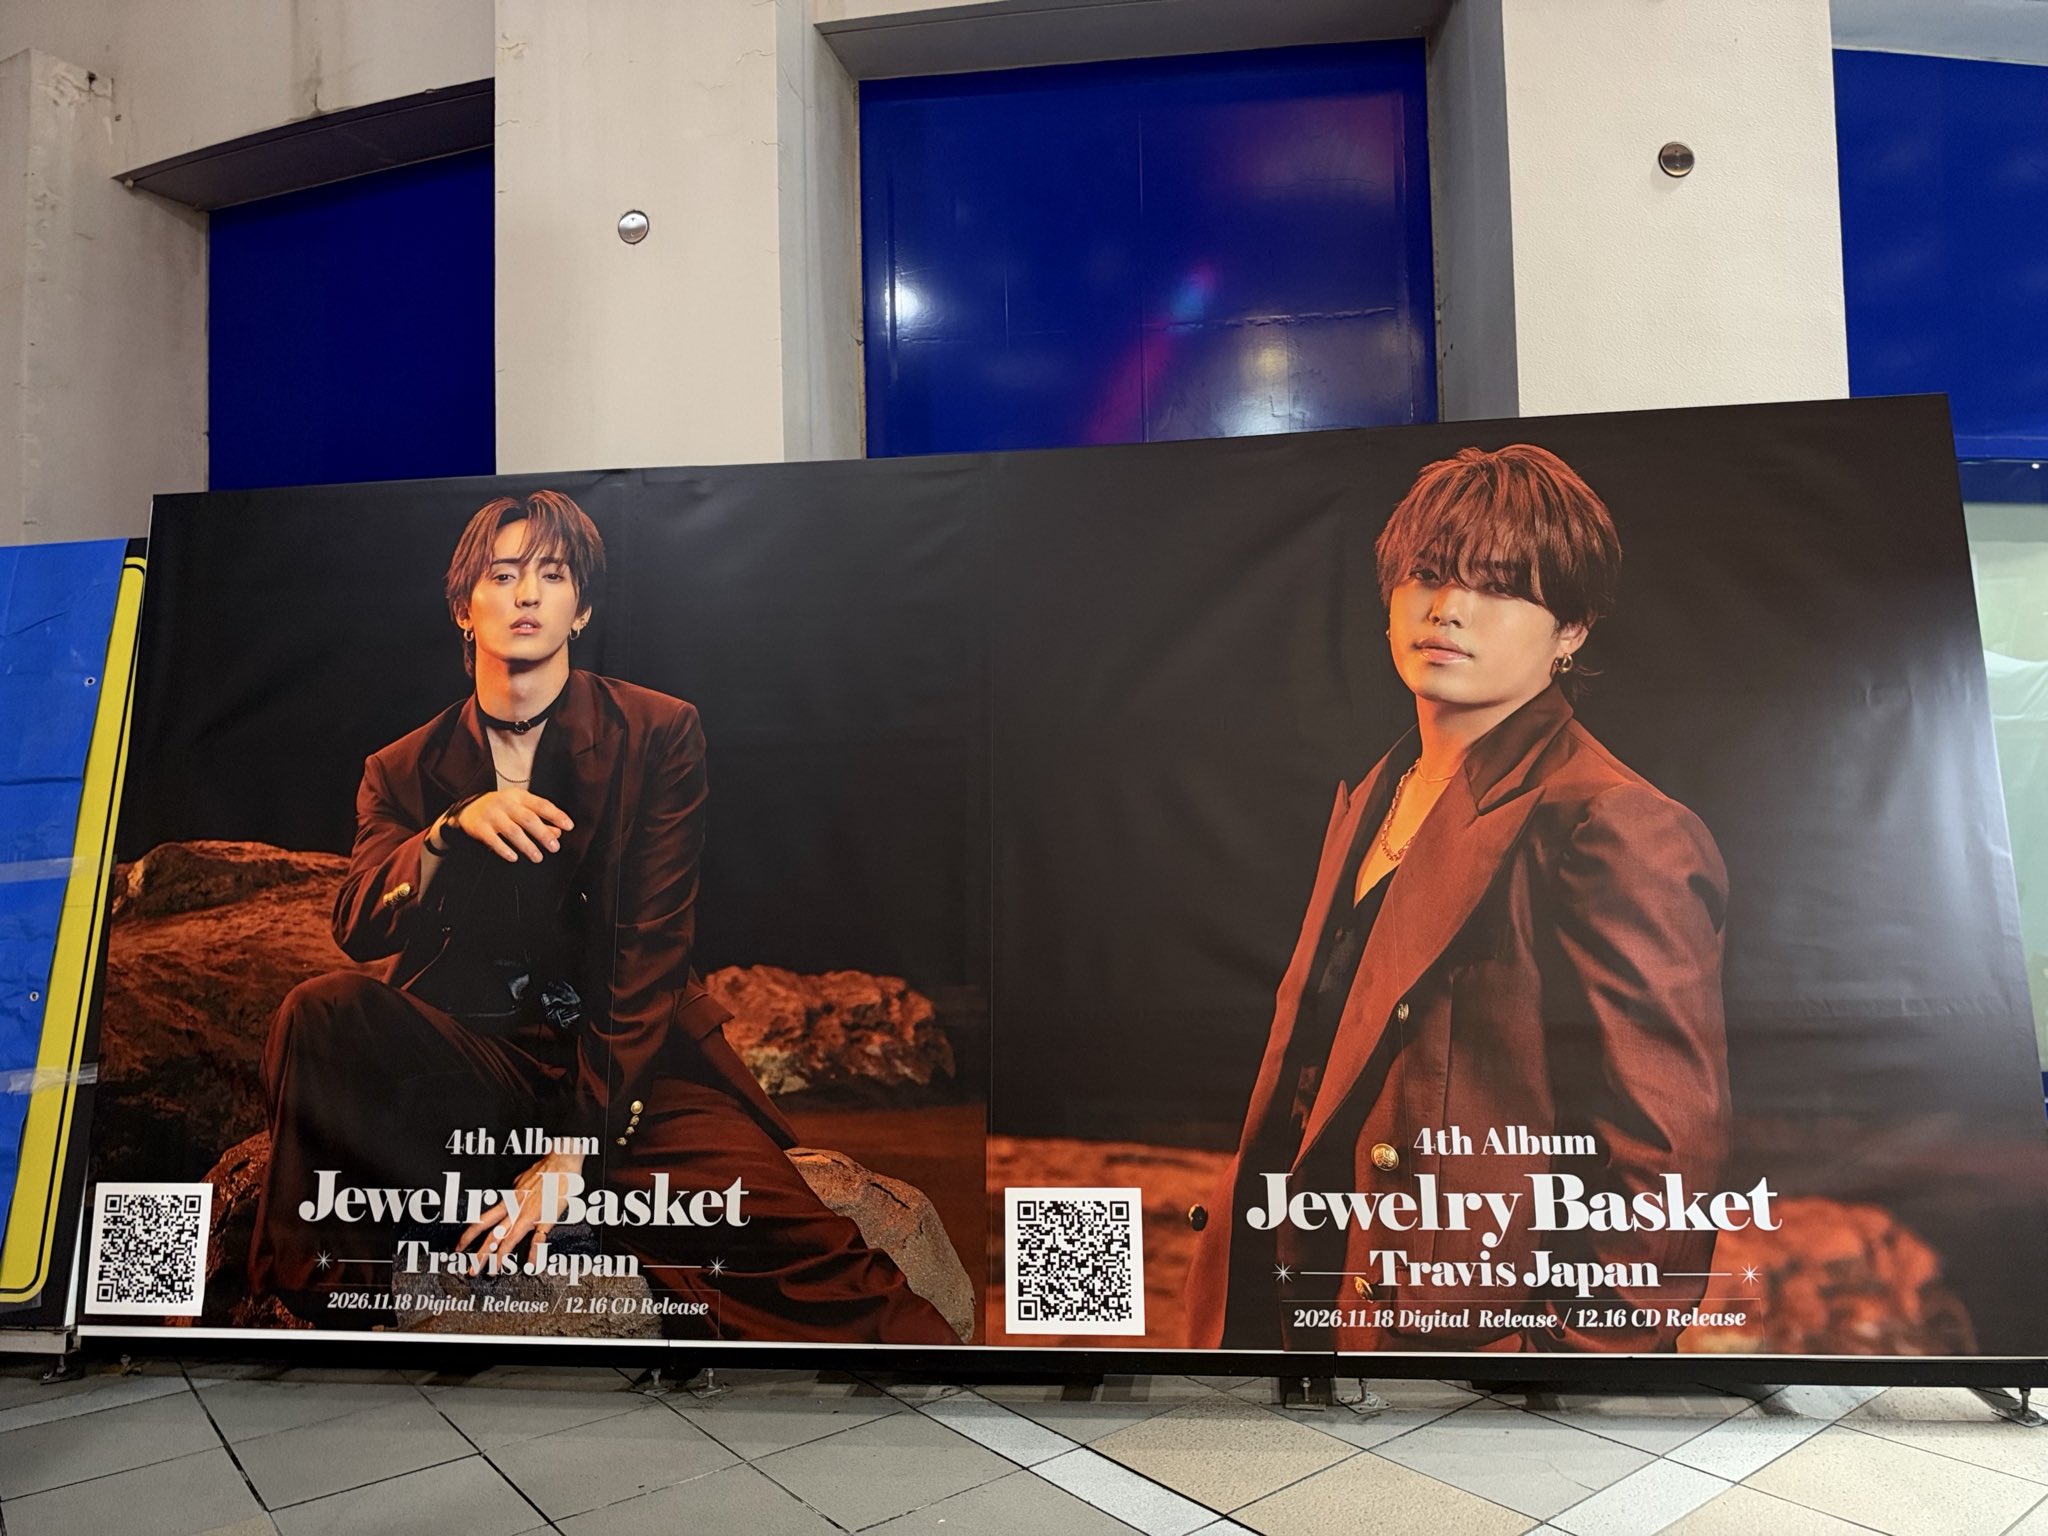 4th Album
Jewelry Basket
Travis Japan
2026.11.18 Digital Release / 12.16 CD Release
4th Album
Jewelry Basket
Travis Japan
2026.11.18 Digital Release / 12.16 CD Release